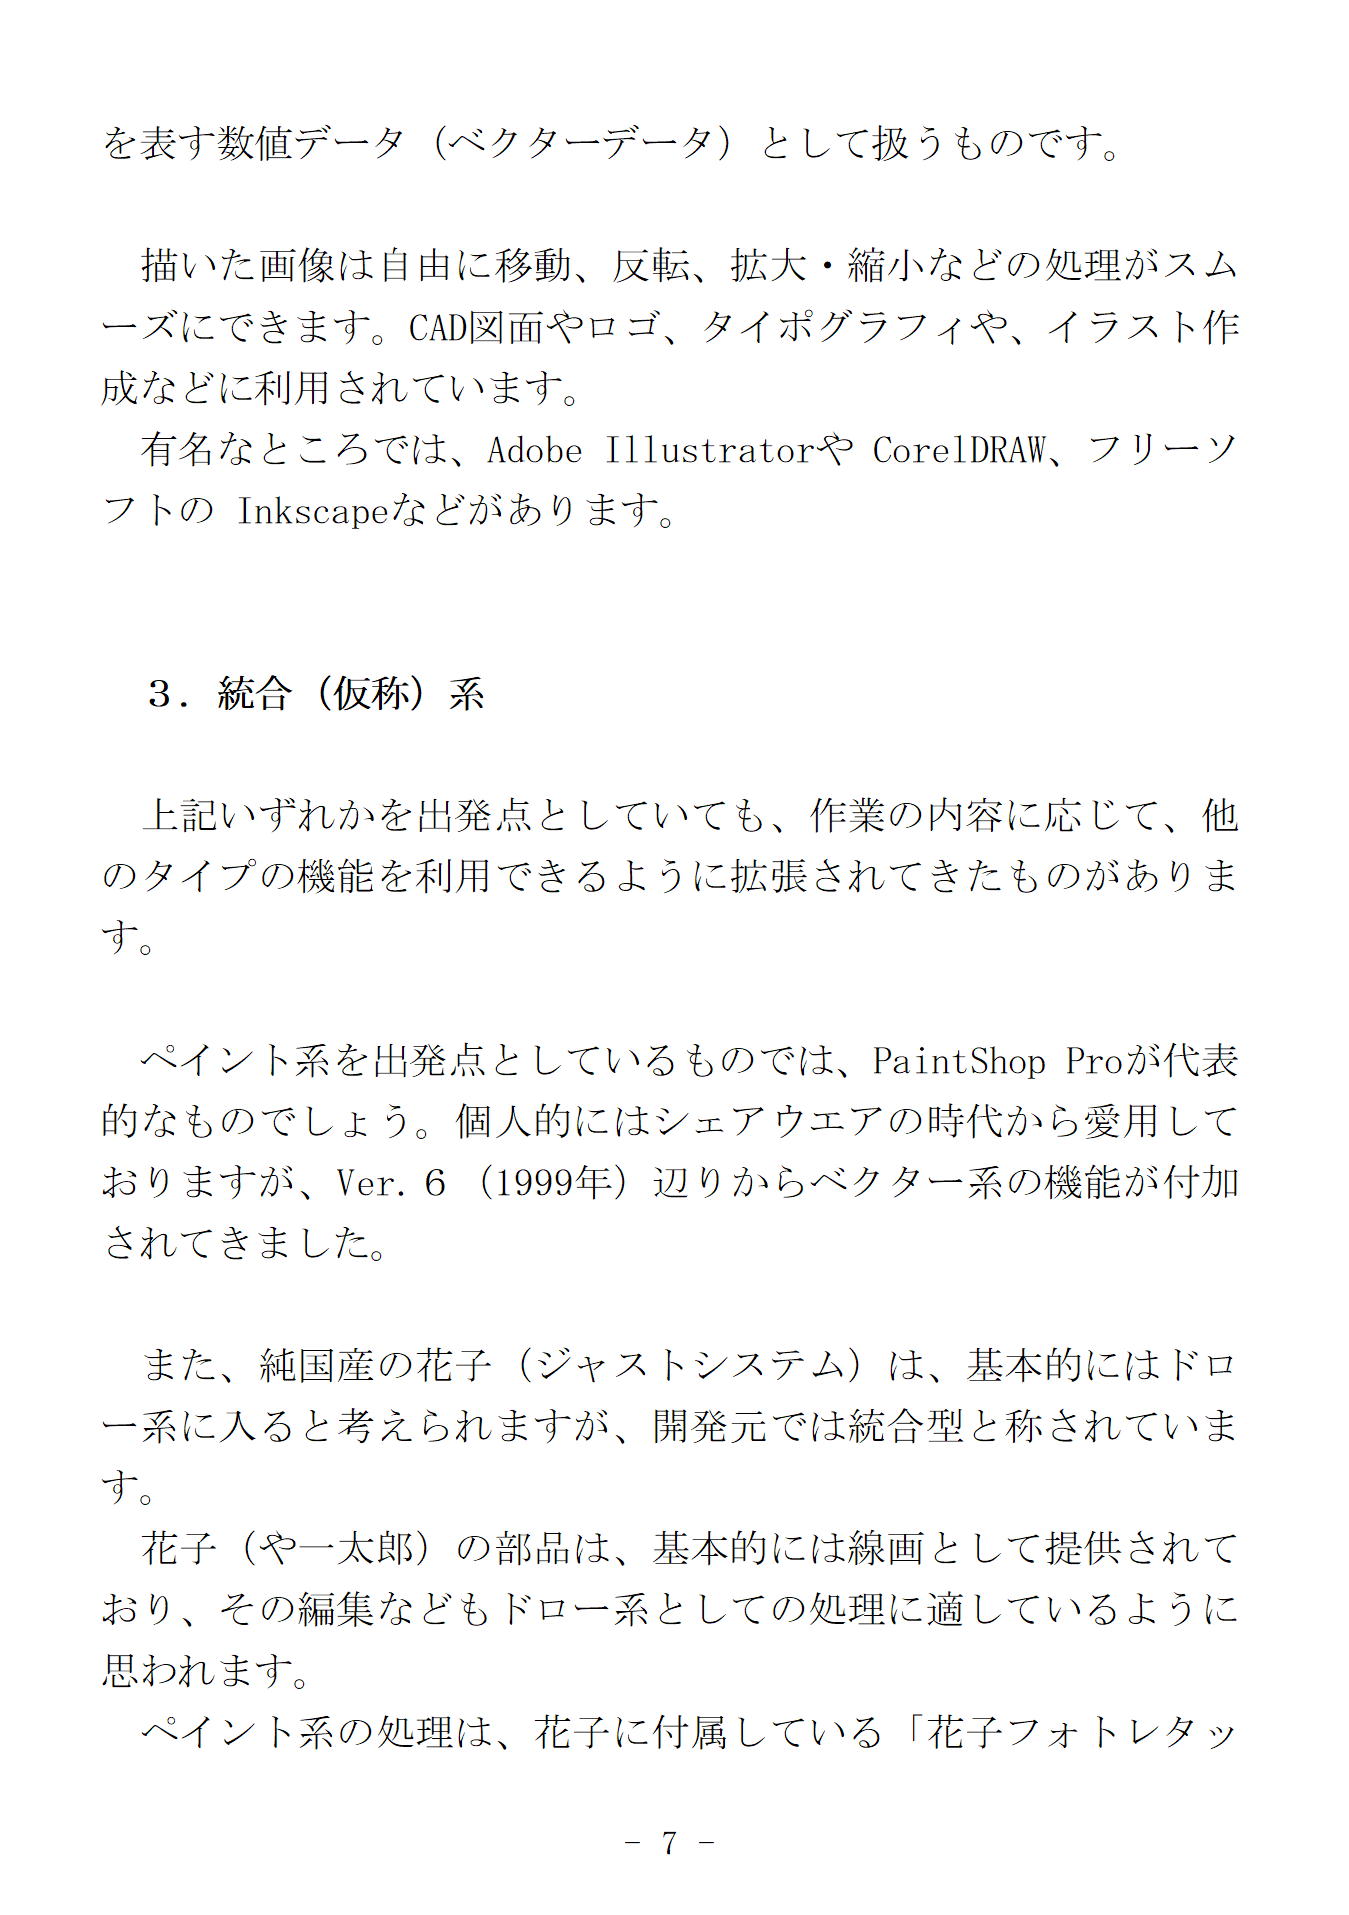 を表す数値データ（ベクターデータ）として扱うものです。
　描いた画像は自由に移動、反転、拡大・縮小などの処理がスム
ーズにできます。CAD図面やロゴ、タイポグラフィや、イラスト作
成などに利用されています。
　有名なところでは、Adobe Illustratorや CorelDRAW、フリーソ
フトの Inkscapeなどがあります。
３．統合（仮称）系
　上記いずれかを出発点としていても、作業の内容に応じて、他
のタイプの機能を利用できるように拡張されてきたものがありま
す。
　ペイント系を出発点としているものでは、PaintShop Proが代表
的なものでしょう。個人的にはシェアウエアの時代から愛用して
おりますが、Ver.６（1999年）辺りからベクター系の機能が付加
されてきました。
　また、純国産の花子（ジャストシステム）は、基本的にはドロ
ー系に入ると考えられますが、開発元では統合型と称されていま
す。
　花子（や一太郎）の部品は、基本的には線画として提供されて
おり、その編集などもドロー系としての処理に適しているように
思われます。
　ペイント系の処理は、花子に付属している「花子フォトレタッ
- 7 -